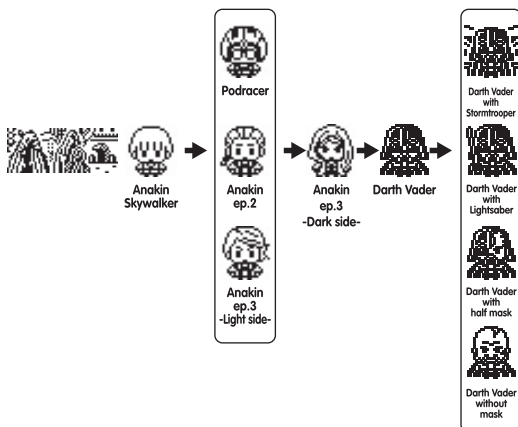 Podracer
Anakin
Skywalker
Anakin
ep.2
Anakin
ep.3
-Light side-
Anakin
ep.3
-Dark side-
Darth Vader
Darth Vader
with
Stormtrooper
Darth Vader
with
Lightsaber
Darth Vader
with
half mask
Darth Vader
without
mask